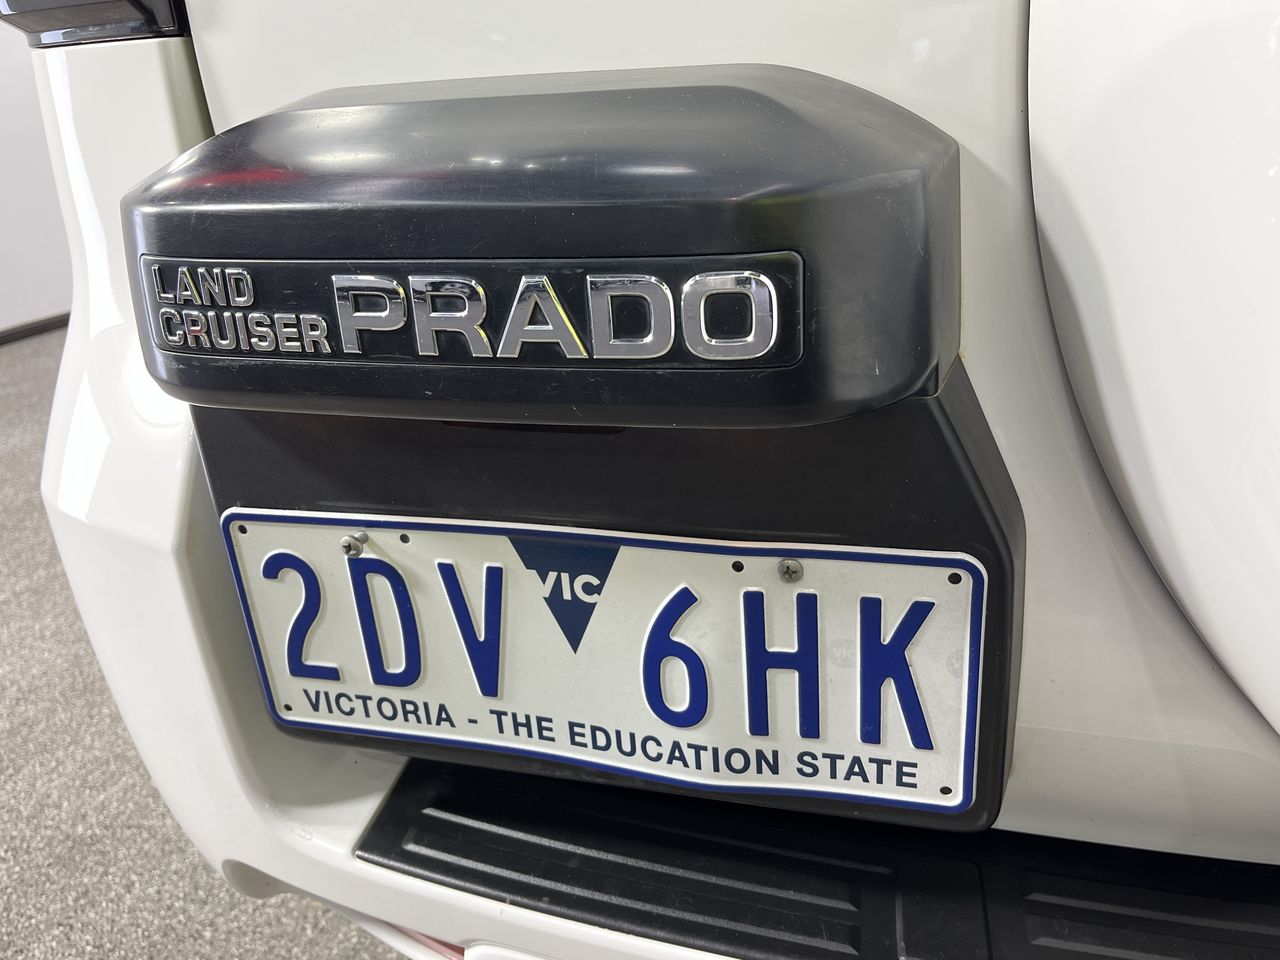 LAND
CRUISER PRADO
2DV VIC 6HK
VICTORIA - THE EDUCATION STATE